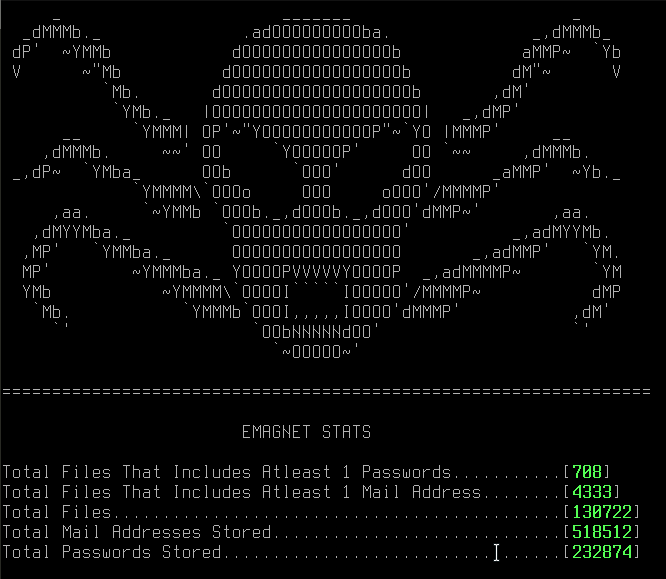 EMAGNET STATS
Total Files That Includes Atleast 1 Passwords...........[708]
Total Files That Includes Atleast 1 Mail Address........[4333]
Total Files.............................................[130722]
Total Mail Addresses Stored.............................[518512]
Total Passwords Stored..................................[232874]